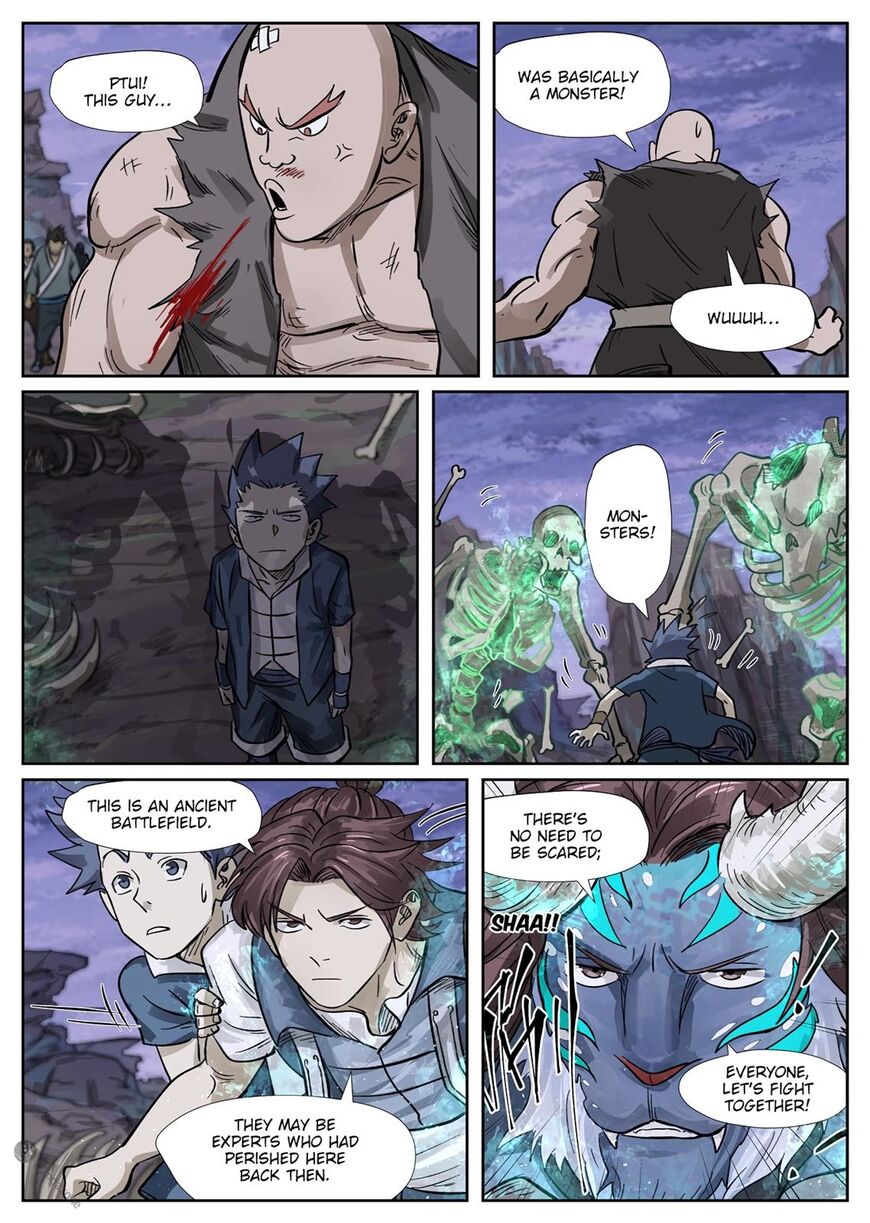 PTUI!
THIS GUY...
WAS BASICALLY
A MONSTER!
WUUUH...
MON-
STERS!
THIS IS AN ANCIENT
BATTLEFIELD.
THEY MAY BE
EXPERTS WHO HAD
PERISHED HERE
BACK THEN.
THERE'S
NO NEED TO
BE SCARED;
SHAA!!
EVERYONE,
LET'S FIGHT
TOGETHER!